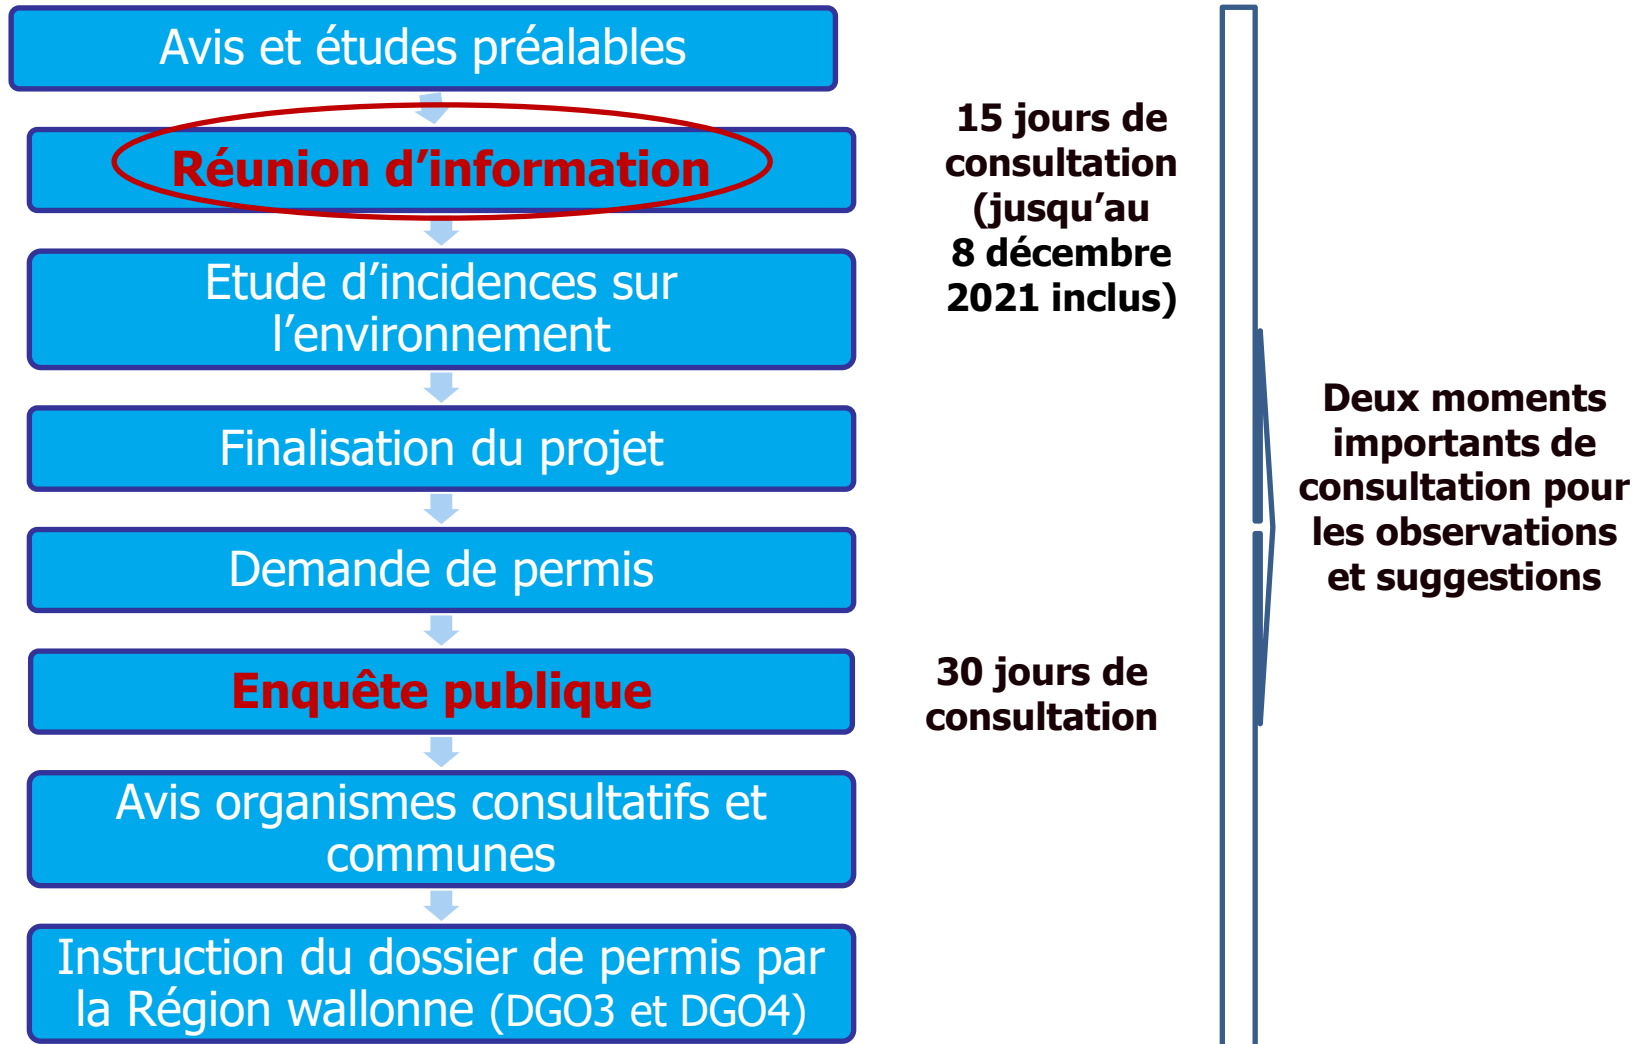 Avis et études préalables
Réunion d’information
15 jours de
consultation
(jusqu’au
8 décembre
2021 inclus)
Etude d’incidences sur
l’environnement
Finalisation du projet
Deux moments
importants de
consultation pour
les observations
et suggestions
Demande de permis
Enquête publique
30 jours de
consultation
Avis organismes consultatifs et
communes
Instruction du dossier de permis par
la Région wallonne (DGO3 et DGO4)